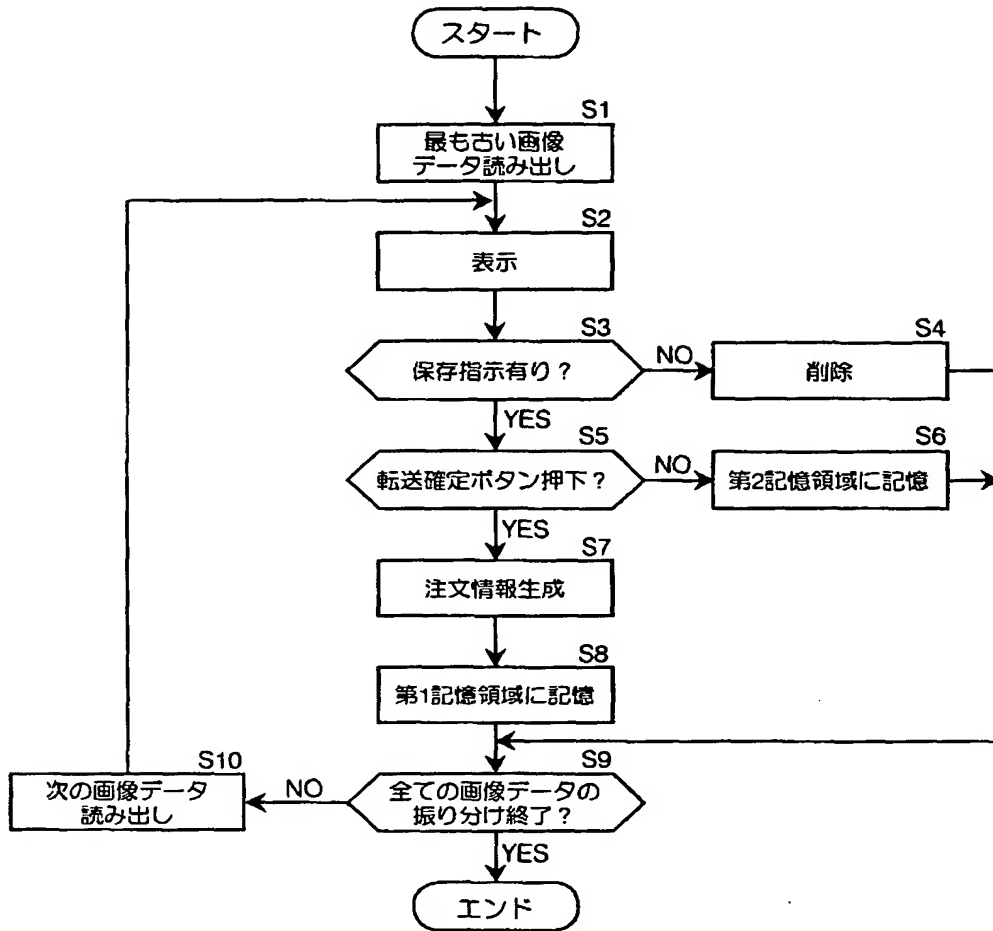 スタート
S1
最も古い画像
データ読み出し
S2
表示
S3
保存指示有り？
NO
S4
削除
YES
S5
転送確定ボタン押下？
NO
S6
第2記憶領域に記憶
YES
S7
注文情報生成
S8
第1記憶領域に記憶
S9
全ての画像データの
振り分け終了？
NO
S10
次の画像データ
読み出し
YES
エンド